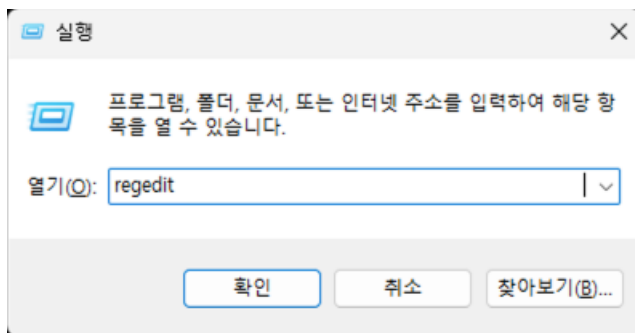 실행
프로그램, 폴더, 문서, 또는 인터넷 주소를 입력하여 해당 항
목을 열 수 있습니다.
열기(O): regedit
확인 취소 찾아보기(B)...